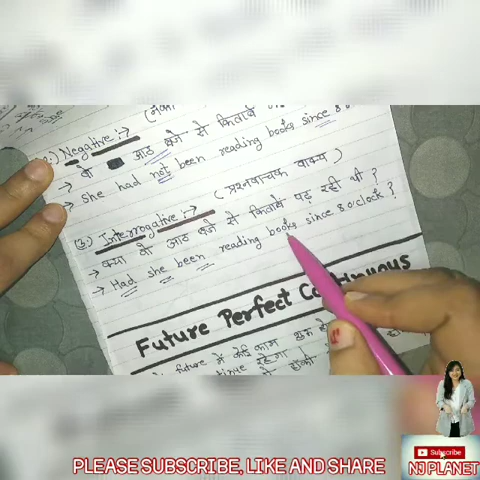 (2.) Negative :→
→ वो आठ बजे से किताबें
→ She had not been reading books since 8
(3.) Interrogative :→ (प्रश्नवाचक वाक्य)
→ क्या वो आठ बजे से किताबें पढ़ रही थी ?
→ Had she been reading books since 8 o'clock ?
Future Perfect Continuous
future में कोई काम शुरू
रहेगा
Subscribe
NJ PLANET
PLEASE SUBSCRIBE, LIKE AND SHARE